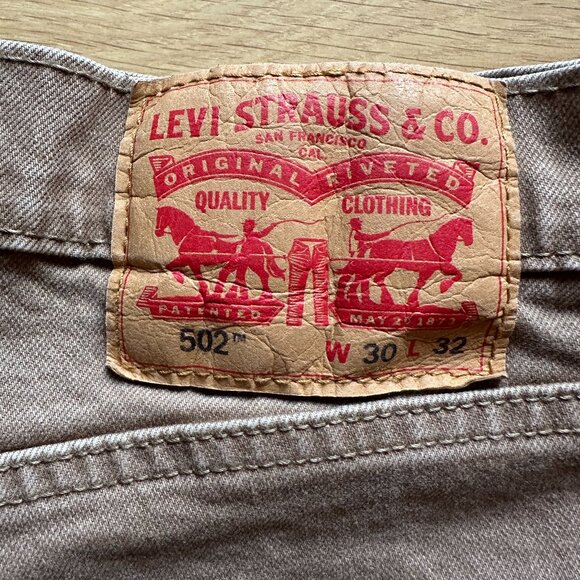 LEVI STRAUSS & CO.
SAN FRANCISCO
CAL
ORIGINAL RIVETED
QUALITY CLOTHING
PATENTED MAY 20 1873
502™ W 30 L 32